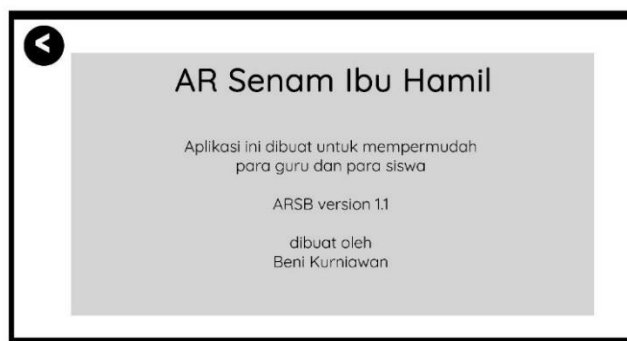 <
AR Senam Ibu Hamil
Aplikasi ini dibuat untuk mempermudah
para guru dan para siswa
ARSB version 1.1
dibuat oleh
Beni Kurniawan